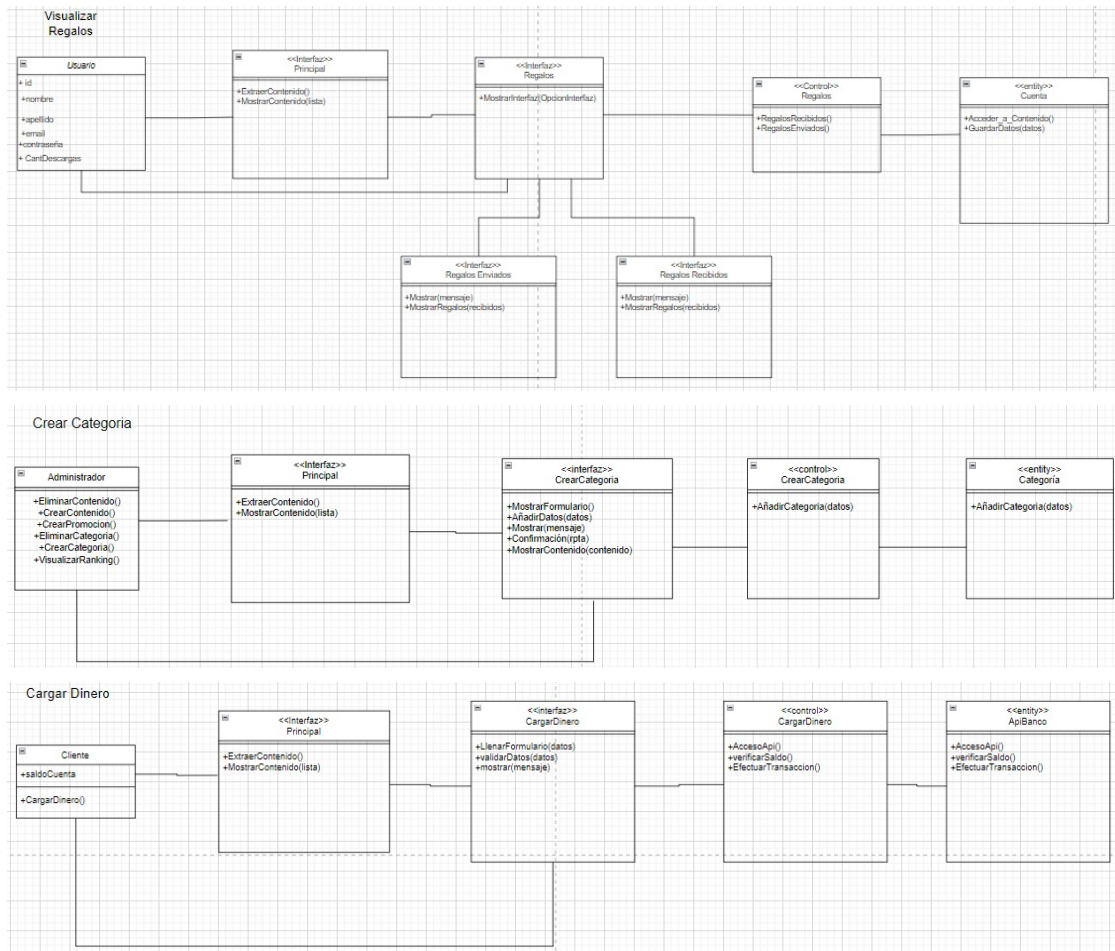 Visualizar
Regalos
Usuario
+ id
+nombre
+apellido
+email
+contraseña
+ CantDescargas
<<Interfaz>>
Principal
+ExtraerContenido()
+MostrarContenido(lista)
<<Interfaz>>
Regalos
+MostrarInterfaz(OpcionInterfaz)
<<Control>>
Regalos
+RegalosRecibidos()
+RegalosEnviados()
<<entity>>
Cuenta
+Acceder_a_Contenido()
+GuardarDatos(datos)
<<Interfaz>>
Regalos Enviados
+Mostrar(mensaje)
+MostrarRegalos(recibidos)
<<Interfaz>>
Regalos Recibidos
+Mostrar(mensaje)
+MostrarRegalos(recibidos)
Crear Categoria
Administrador
+EliminarContenido()
+CrearContenido()
+CrearPromocion()
+EliminarCategoria()
+CrearCategoria()
+VisualizarRanking()
<<Interfaz>>
Principal
+ExtraerContenido()
+MostrarContenido(lista)
<<interfaz>>
CrearCategoria
+MostrarFormulario()
+AñadirDatos(datos)
+Mostrar(mensaje)
+Confirmación(rpta)
+MostrarContenido(contenido)
<<control>>
CrearCategoria
+AñadirCategoria(datos)
<<entity>>
Categoría
+AñadirCategoria(datos)
Cargar Dinero
Cliente
+saldoCuenta
+CargarDinero()
<<Interfaz>>
Principal
+ExtraerContenido()
+MostrarContenido(lista)
<<interfaz>>
CargarDinero
+LlenarFormulario(datos)
+validarDatos(datos)
+mostrar(mensaje)
<<control>>
CargarDinero
+AccesoApi()
+verificarSaldo()
+EfectuarTransaccion()
<<entity>>
ApiBanco
+AccesoApi()
+verificarSaldo()
+EfectuarTransaccion()